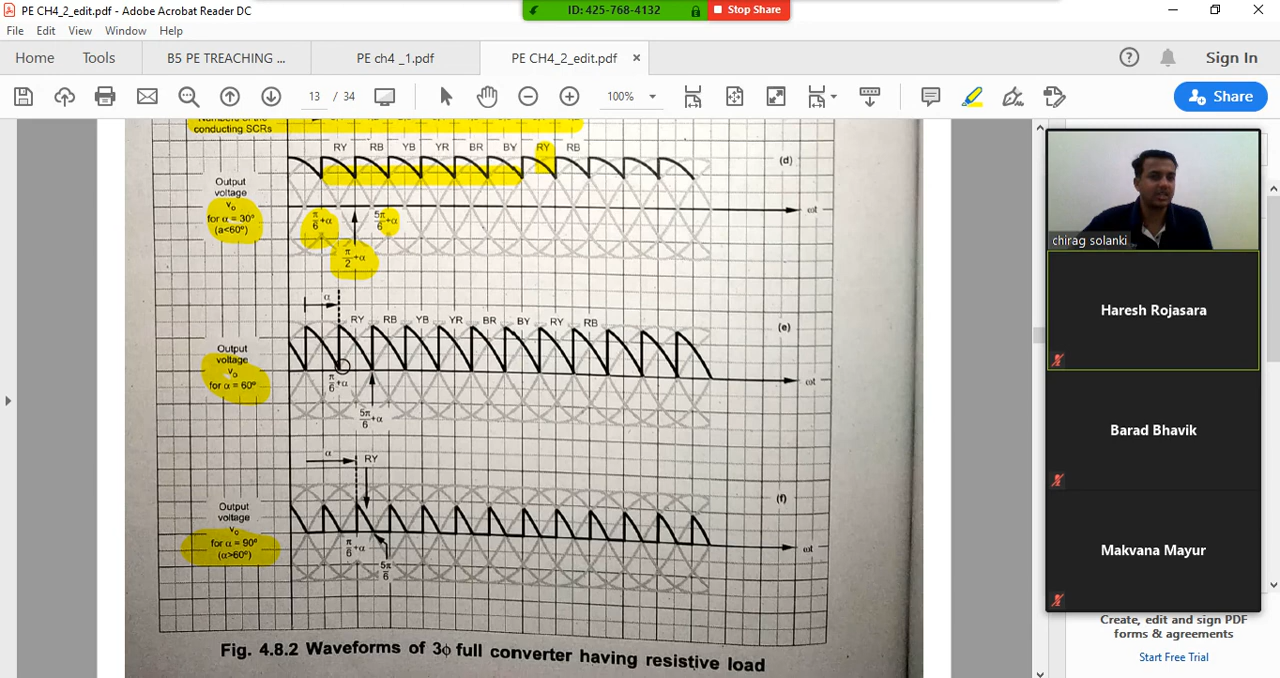 PE CH4_2_edit.pdf - Adobe Acrobat Reader DC
ID: 425-768-4132
Stop Share
File Edit View Window Help
Home
Tools
B5 PE TREACHING ...
PE ch4 _1.pdf
PE CH4_2_edit.pdf
Sign In
13 / 34
100%
Share
conducting SCRs
RY RB YB YR BR BY RY RB
(d)
Output
voltage
v₀
for α = 30°
(a<60°)
π/6 +α
5π/6 +α
π/2 +α
ωt
α
RY RB YB YR BR BY RY RB
(e)
Output
voltage
v₀
for α = 60°
π/6 +α
5π/6 +α
ωt
α
RY
(f)
Output
voltage
v₀
for α = 90°
(α>60°)
π/6 +α
5π/6
ωt
Fig. 4.8.2 Waveforms of 3ϕ full converter having resistive load
chirag solanki
Haresh Rojasara
Barad Bhavik
Makvana Mayur
Create, edit and sign PDF
forms & agreements
Start Free Trial